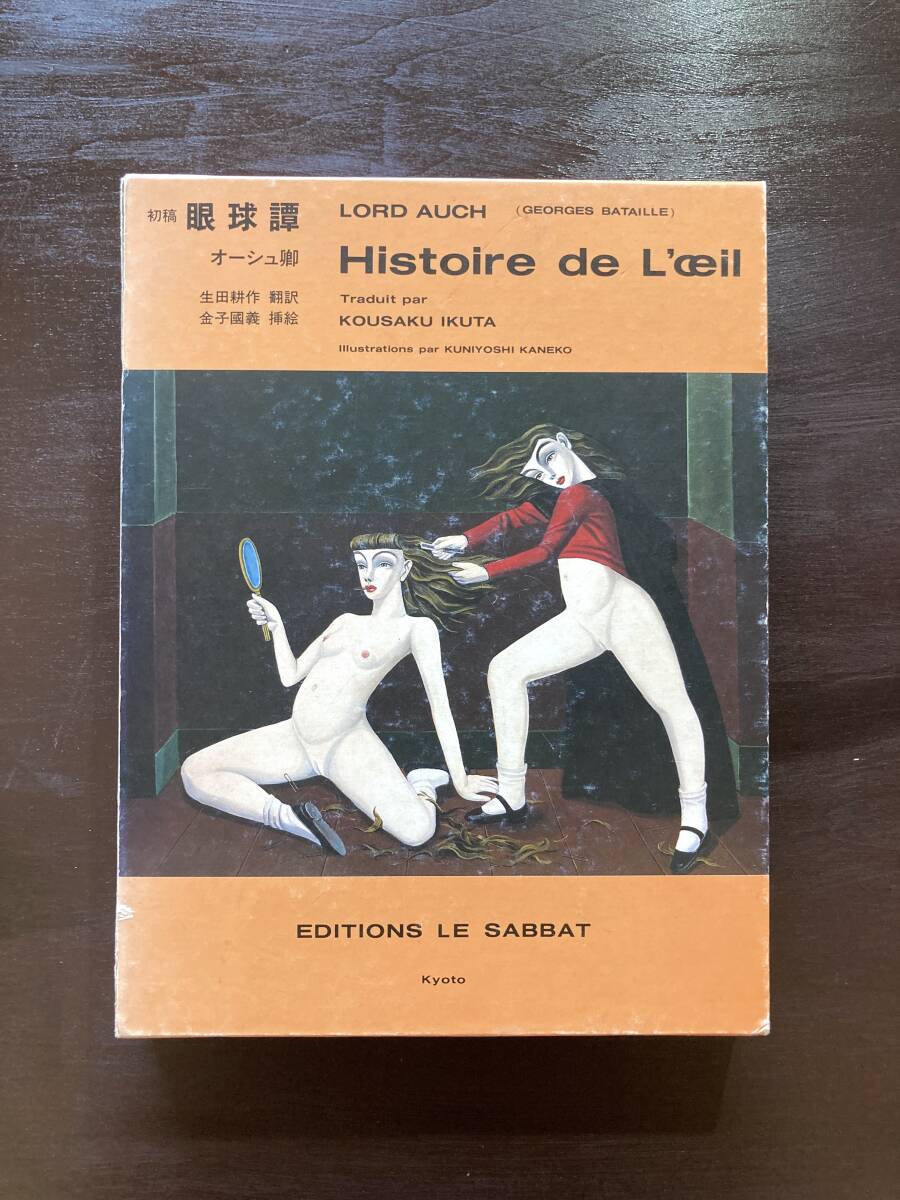 初稿 眼球譚
オーシュ卿
生田耕作 翻訳
金子國義 挿絵
LORD AUCH (GEORGES BATAILLE)
Histoire de L'œil
Traduit par
KOUSAKU IKUTA
Illustrations par KUNIYOSHI KANEKO
EDITIONS LE SABBAT
Kyoto